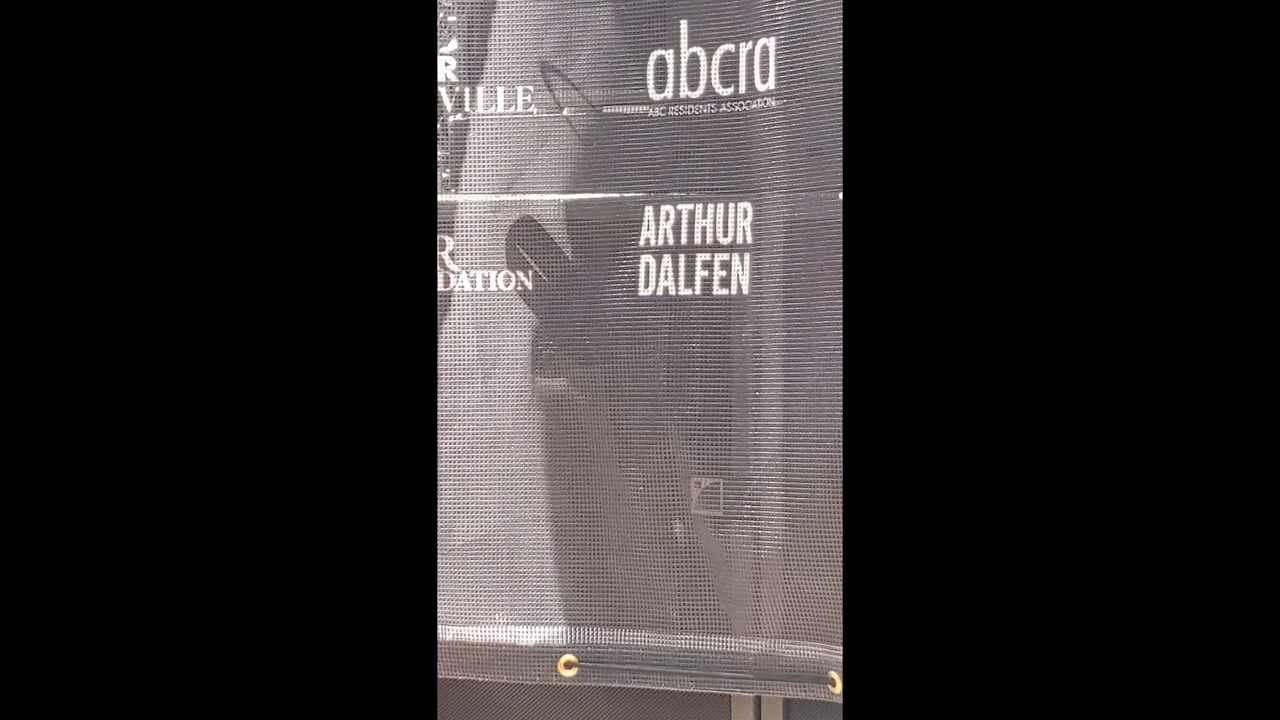 R
VILLE
abcra
ABC RESIDENTS ASSOCIATION
R
DATION
ARTHUR
DALFEN